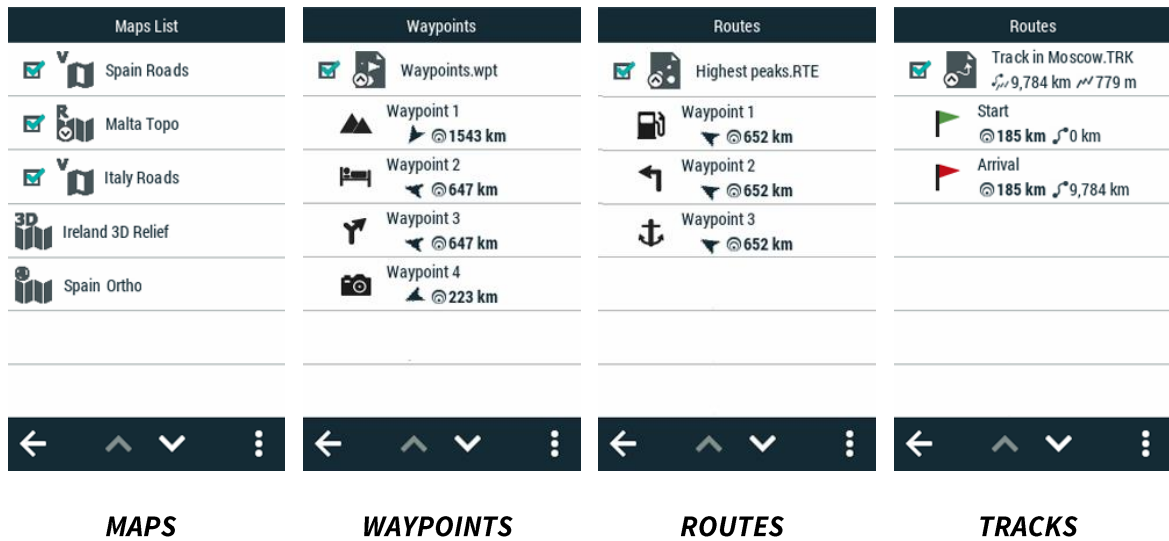 Maps List
V
Spain Roads
R
Malta Topo
V
Italy Roads
3D
Ireland 3D Relief
Spain Ortho
Waypoints
Waypoints.wpt
Waypoint 1
1543 km
Waypoint 2
647 km
Waypoint 3
647 km
Waypoint 4
223 km
Routes
Highest peaks.RTE
Waypoint 1
652 km
Waypoint 2
652 km
Waypoint 3
652 km
Routes
Track in Moscow.TRK
9,784 km 779 m
Start
185 km 0 km
Arrival
185 km 9,784 km
MAPS
WAYPOINTS
ROUTES
TRACKS